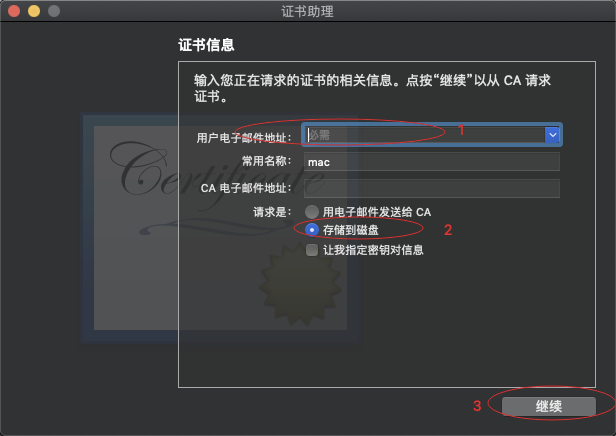 证书助理
证书信息
输入您正在请求的证书的相关信息。点按“继续”以从 CA 请求
证书。
用户电子邮件地址： 必需 1
常用名称： mac
CA 电子邮件地址：
请求是： 用电子邮件发送给 CA
存储到磁盘 2
让我指定密钥对信息
Certificate
3 继续